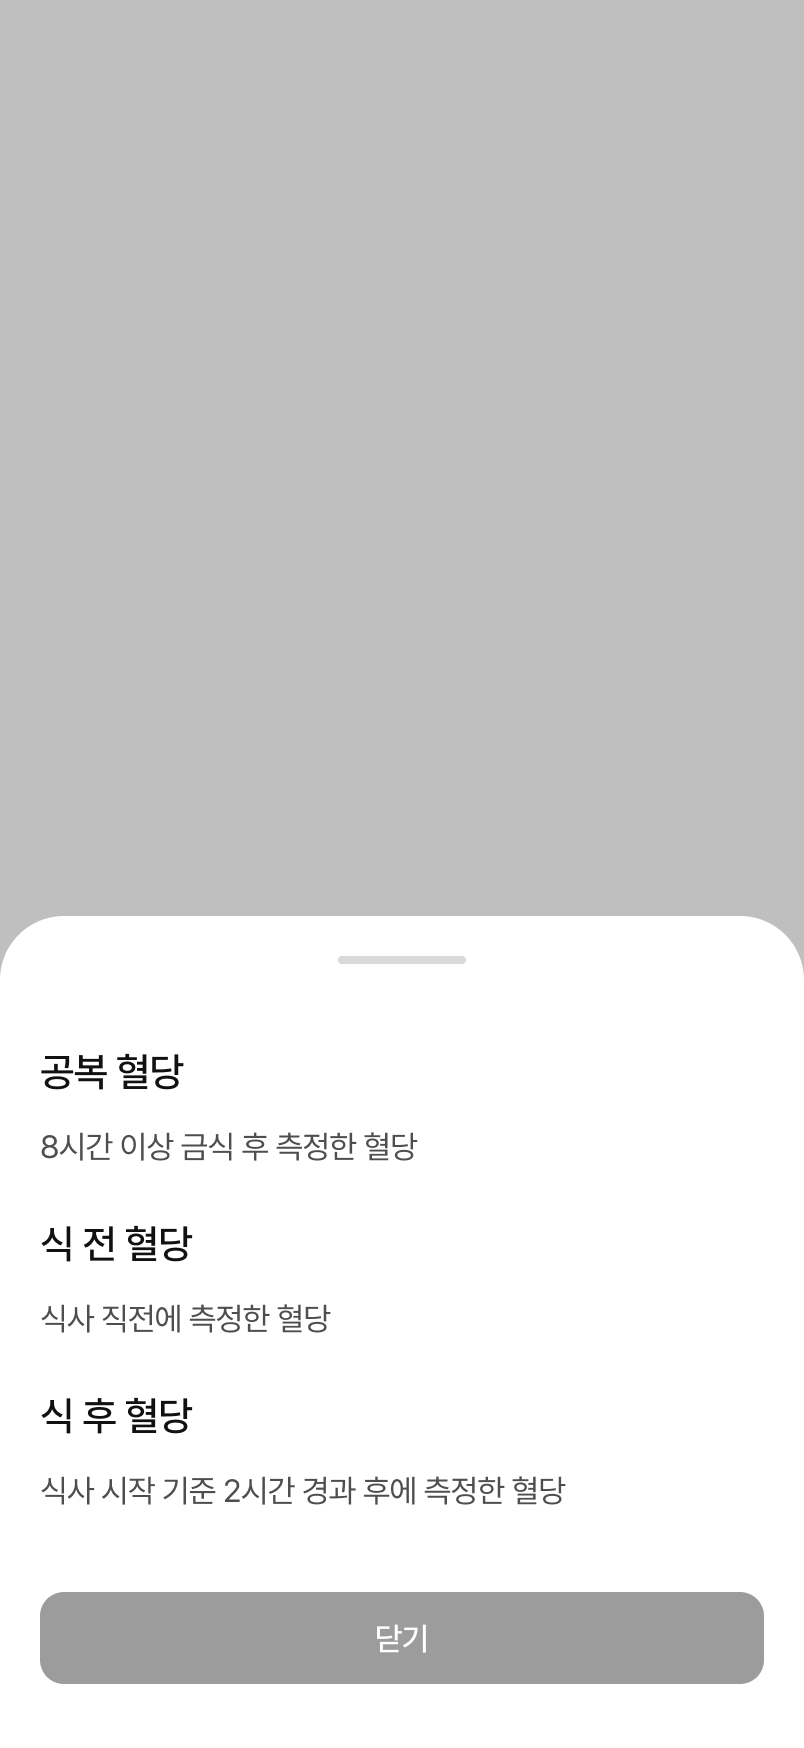 공복 혈당
8시간 이상 금식 후 측정한 혈당
식 전 혈당
식사 직전에 측정한 혈당
식 후 혈당
식사 시작 기준 2시간 경과 후에 측정한 혈당
닫기